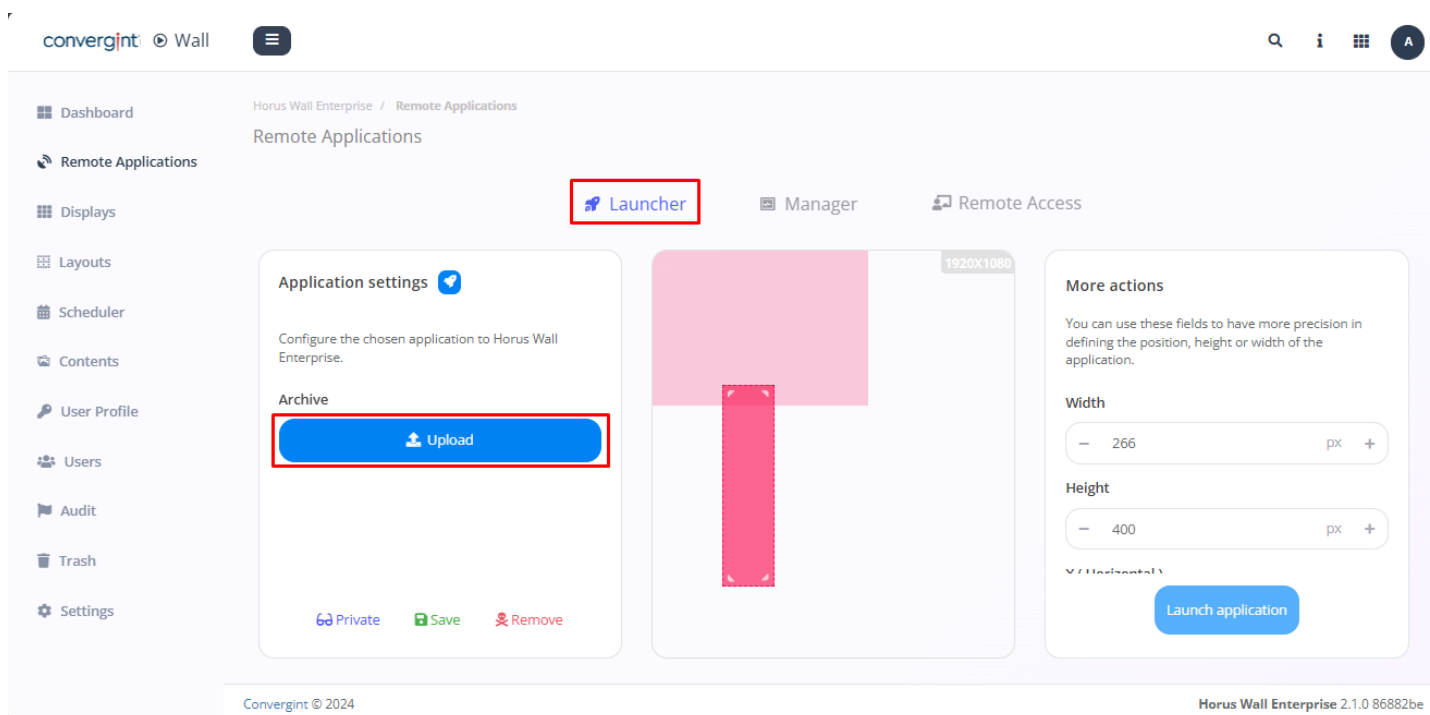 convergint Wall
A
Dashboard
Remote Applications
Displays
Layouts
Scheduler
Contents
User Profile
Users
Audit
Trash
Settings
Horus Wall Enterprise / Remote Applications
Remote Applications
Launcher
Manager
Remote Access
Application settings
Configure the chosen application to Horus Wall
Enterprise.
Archive
Upload
Private
Save
Remove
1920X1080
More actions
You can use these fields to have more precision in
defining the position, height or width of the
application.
Width
− 266 px +
Height
− 400 px +
X ( Horizontal )
Launch application
Convergint © 2024
Horus Wall Enterprise 2.1.0 86882be